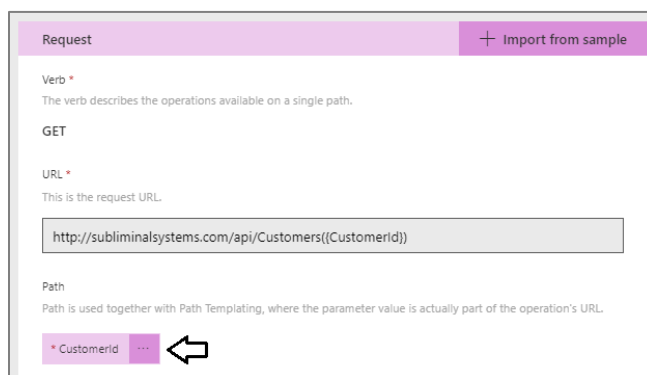 Request
+ Import from sample
Verb *
The verb describes the operations available on a single path.
GET
URL *
This is the request URL.
http://subliminalsystems.com/api/Customers({CustomerId})
Path
Path is used together with Path Templating, where the parameter value is actually part of the operation's URL.
* CustomerId ...